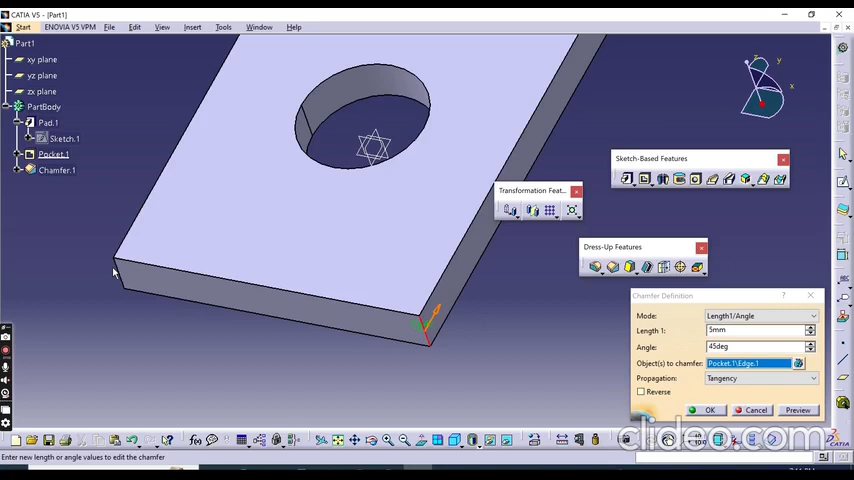 CATIA V5 - [Part1]
Start
ENOVIA V5 VPM
File
Edit
View
Insert
Tools
Window
Help
Part1
xy plane
yz plane
zx plane
PartBody
Pad.1
Sketch.1
Pocket.1
Chamfer.1
z
y
x
Sketch-Based Features
Transformation Feat...
Dress-Up Features
Chamfer Definition
?
Mode:
Length1/Angle
Length 1:
5mm
Angle:
45deg
Object(s) to chamfer:
Pocket.1\Edge.1
Propagation:
Tangency
Reverse
OK
Cancel
Preview
clideo.com
CATIA
Enter new length or angle values to edit the chamfer